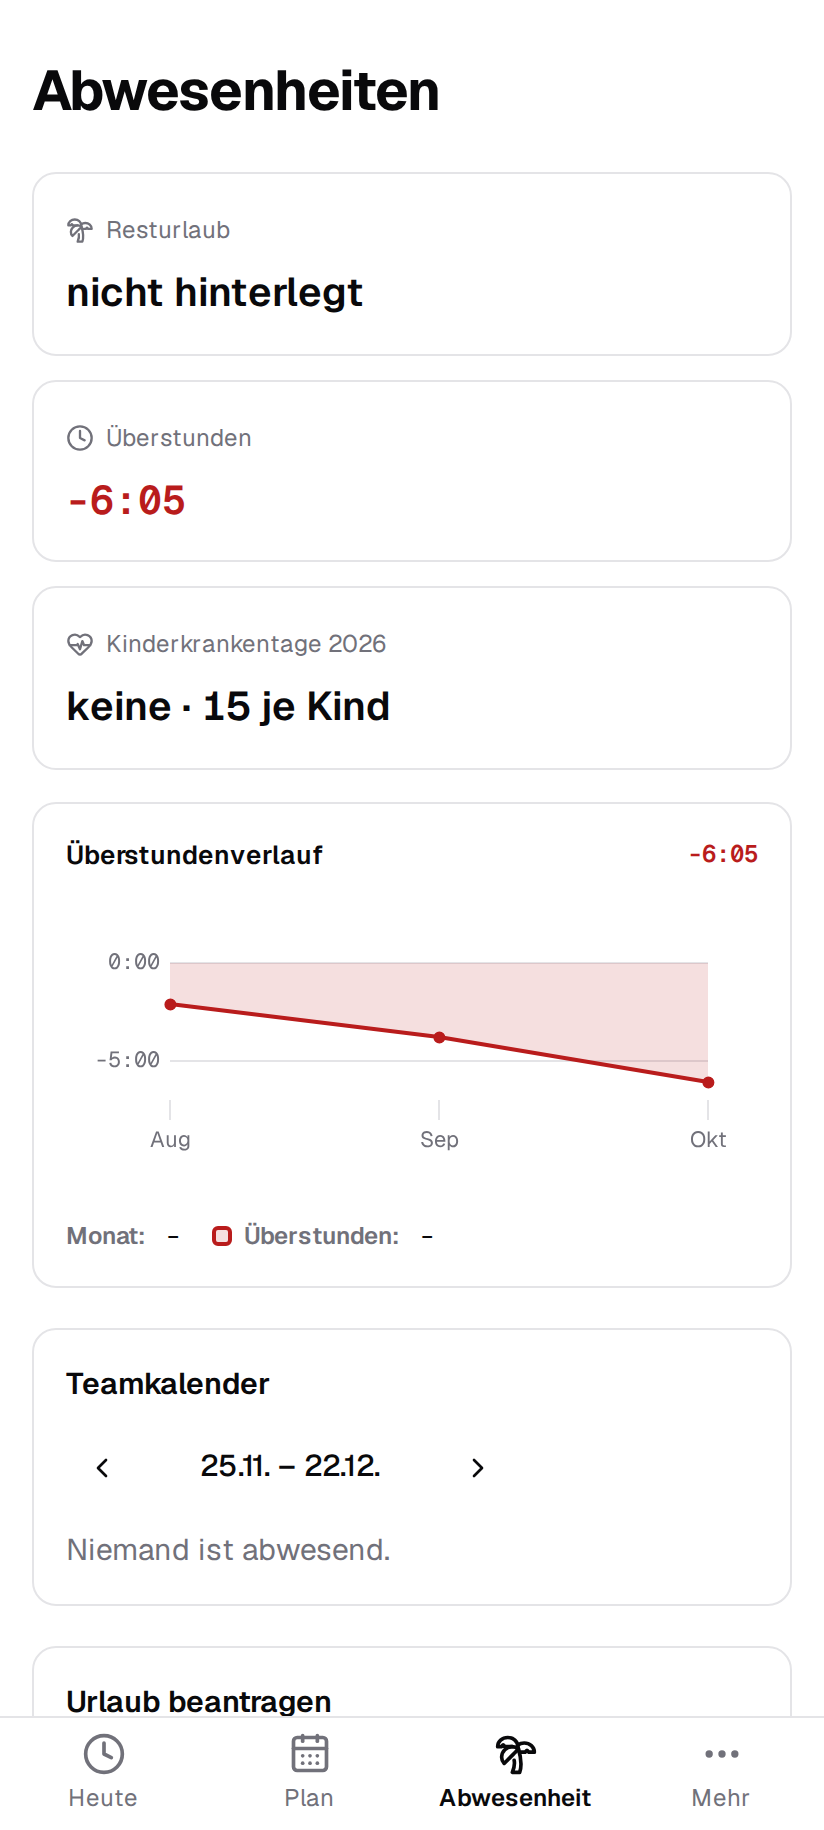 Abwesenheiten
Resturlaub
nicht hinterlegt
Überstunden
-6:05
Kinderkrankentage 2026
keine · 15 je Kind
Überstundenverlauf -6:05
0:00
-5:00
Aug Sep Okt
Monat: - Überstunden: -
Teamkalender
25.11. – 22.12.
Niemand ist abwesend.
Urlaub beantragen
Heute Plan Abwesenheit Mehr